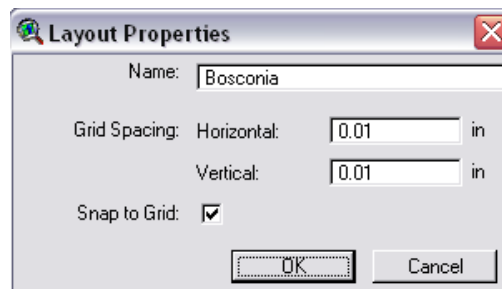 Layout Properties
Name: Bosconia
Grid Spacing: Horizontal: 0.01 in
Vertical: 0.01 in
Snap to Grid:
OK Cancel